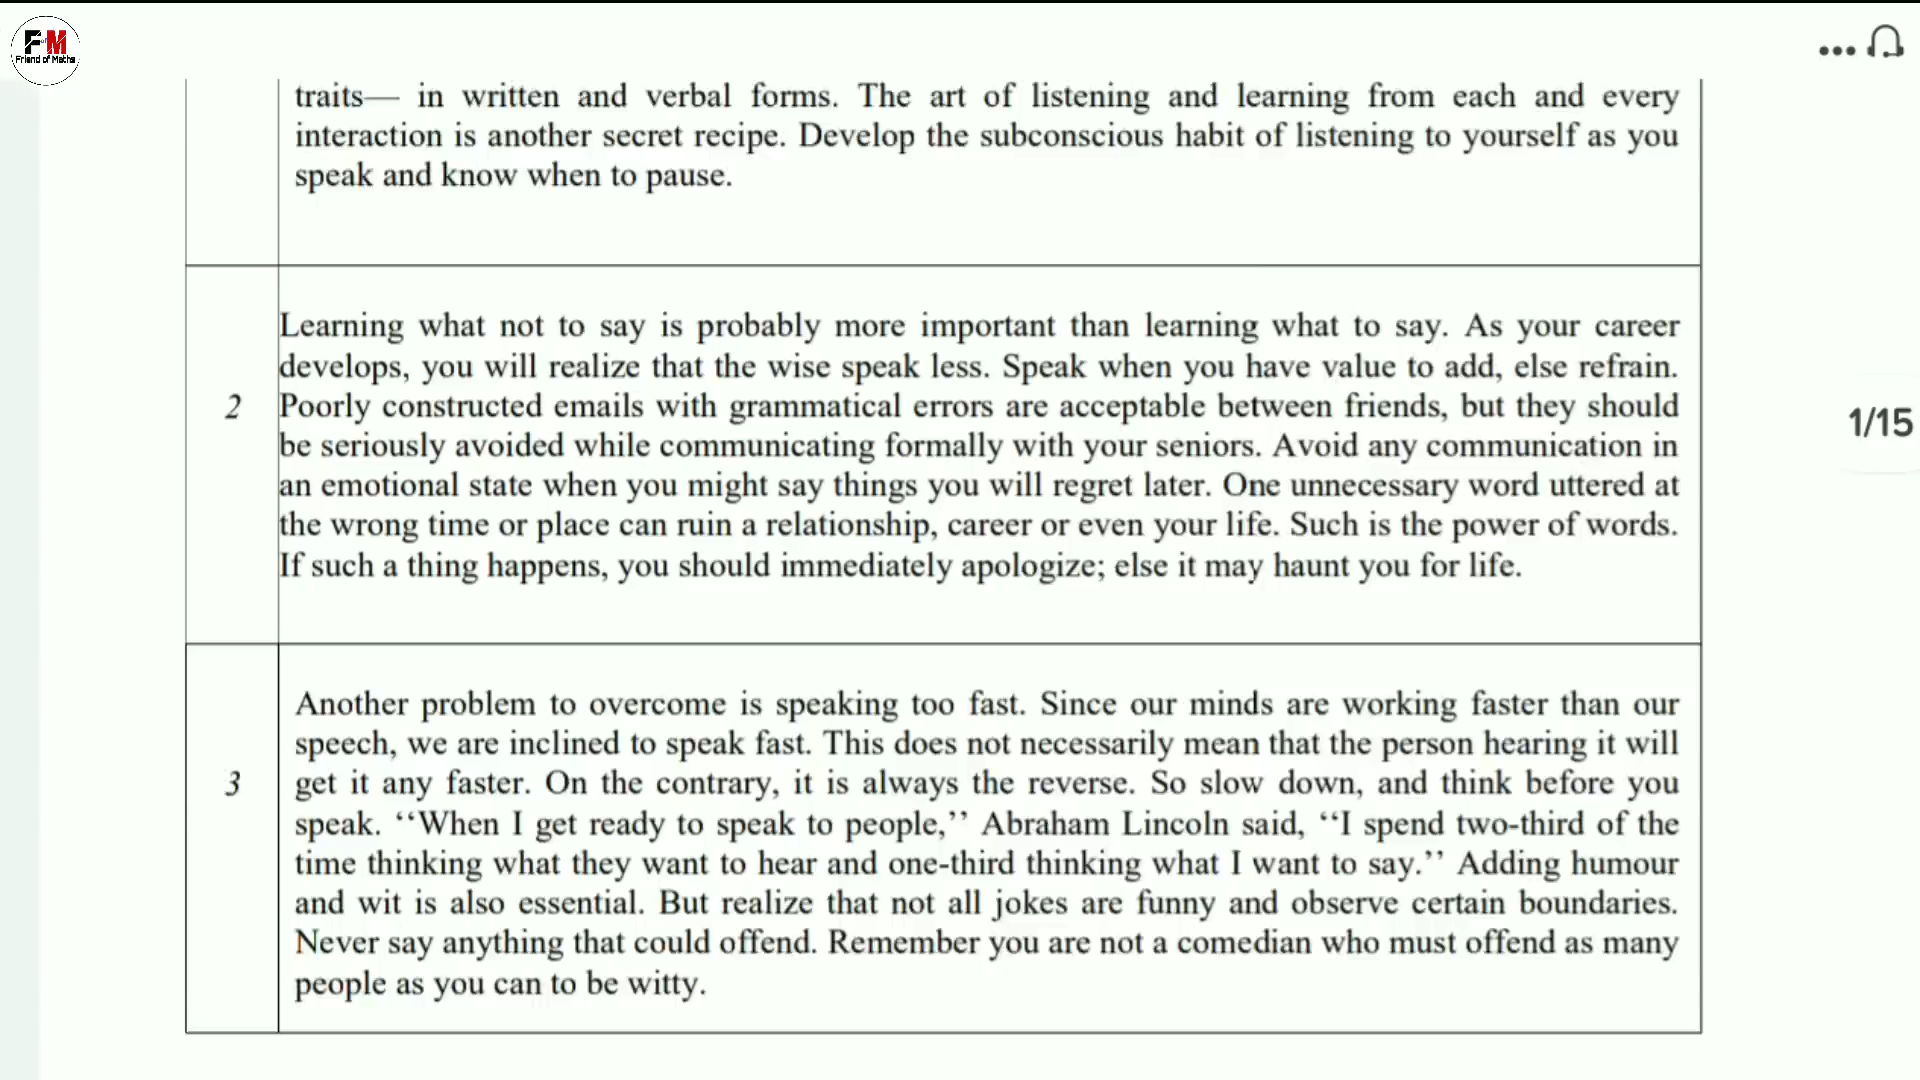 FM
Friend of Maths
traits— in written and verbal forms. The art of listening and learning from each and every
interaction is another secret recipe. Develop the subconscious habit of listening to yourself as you
speak and know when to pause.
2
Learning what not to say is probably more important than learning what to say. As your career
develops, you will realize that the wise speak less. Speak when you have value to add, else refrain.
Poorly constructed emails with grammatical errors are acceptable between friends, but they should
be seriously avoided while communicating formally with your seniors. Avoid any communication in
an emotional state when you might say things you will regret later. One unnecessary word uttered at
the wrong time or place can ruin a relationship, career or even your life. Such is the power of words.
If such a thing happens, you should immediately apologize; else it may haunt you for life.
1/15
3
Another problem to overcome is speaking too fast. Since our minds are working faster than our
speech, we are inclined to speak fast. This does not necessarily mean that the person hearing it will
get it any faster. On the contrary, it is always the reverse. So slow down, and think before you
speak. ‘‘When I get ready to speak to people,’’ Abraham Lincoln said, ‘‘I spend two-third of the
time thinking what they want to hear and one-third thinking what I want to say.’’ Adding humour
and wit is also essential. But realize that not all jokes are funny and observe certain boundaries.
Never say anything that could offend. Remember you are not a comedian who must offend as many
people as you can to be witty.